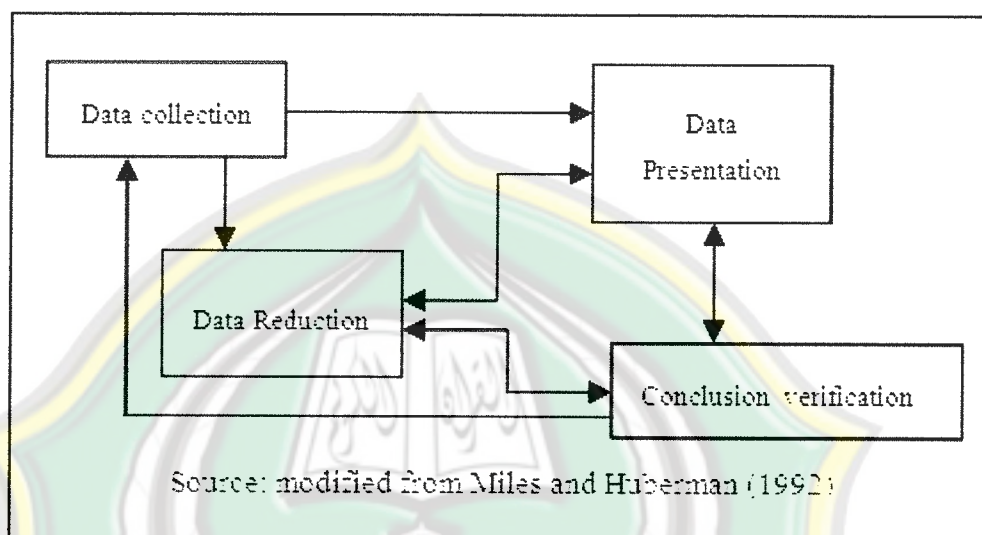 Data collection
Data
Presentation
Data Reduction
Conclusion verification
Source: modified from Miles and Huberman (1992)